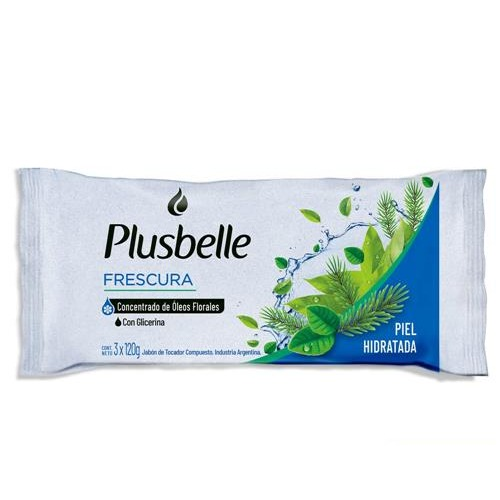 Plusbelle
FRESCURA
Concentrado de Óleos Florales
Con Glicerina
CONT. NETO 3 x 120g Jabón de Tocador Compuesto. Industria Argentina.
PIEL
HIDRATADA